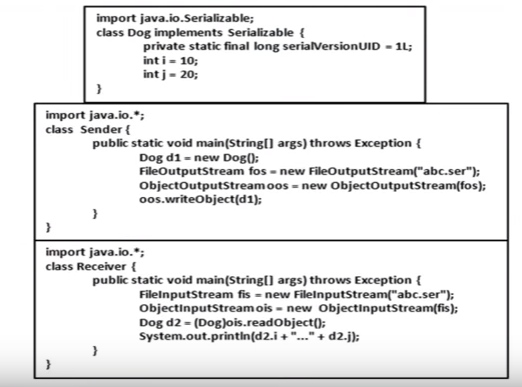 import java.io.Serializable;
class Dog implements Serializable {
private static final long serialVersionUID = 1L;
int i = 10;
int j = 20;
}
import java.io.*;
class Sender {
public static void main(String[] args) throws Exception {
Dog d1 = new Dog();
FileOutputStream fos = new FileOutputStream("abc.ser");
ObjectOutputStream oos = new ObjectOutputStream(fos);
oos.writeObject(d1);
}
}
import java.io.*;
class Receiver {
public static void main(String[] args) throws Exception {
FileInputStream fis = new FileInputStream("abc.ser");
ObjectInputStream ois = new ObjectInputStream(fis);
Dog d2 = (Dog)ois.readObject();
System.out.println(d2.i + "..." + d2.j);
}
}